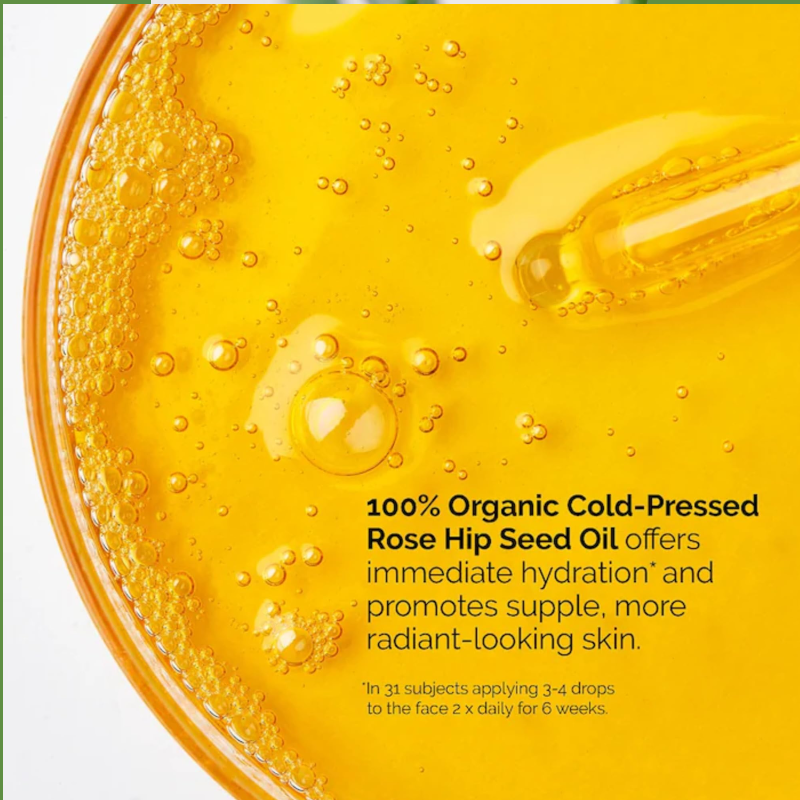 100% Organic Cold-Pressed
Rose Hip Seed Oil offers
immediate hydration* and
promotes supple, more
radiant-looking skin.
*In 31 subjects applying 3-4 drops
to the face 2 x daily for 6 weeks.